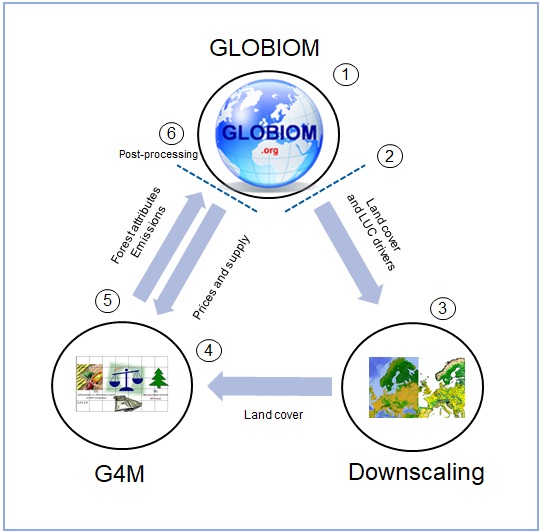 GLOBIOM
1
GLOBIOM
.org
6
Post-processing
2
Forest attributes
Emissions
Prices and supply
Land cover
and LUC drivers
5
3
4
Land cover
G4M
Downscaling